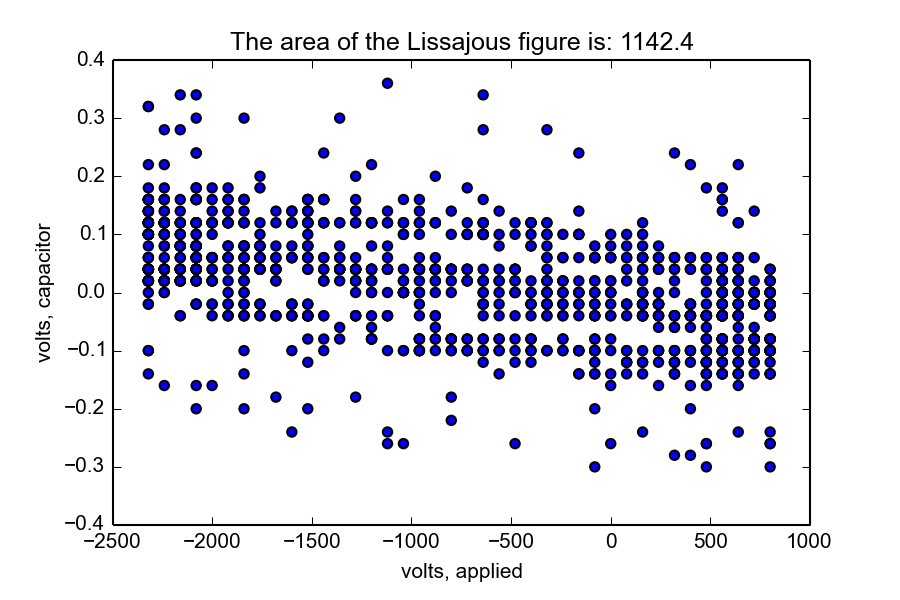 The area of the Lissajous figure is: 1142.4
0.4
0.3
0.2
0.1
0.0
−0.1
−0.2
−0.3
−0.4
volts, capacitor
−2500 −2000 −1500 −1000 −500 0 500 1000
volts, applied